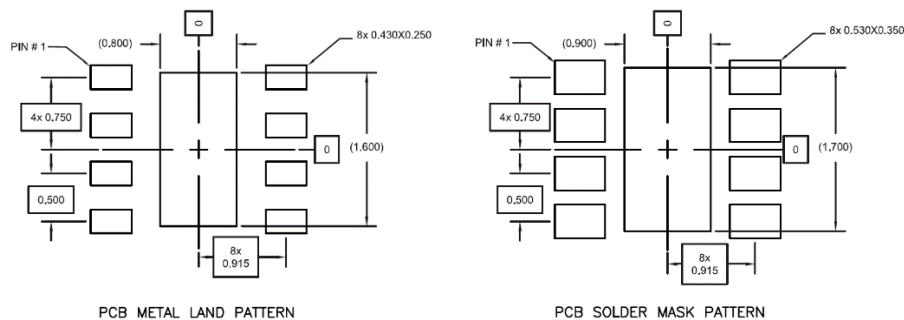 0
(0.800)
PIN # 1
8x 0.430X0.250
4x 0.750
0
(1.600)
0.500
8x
0.915
PCB METAL LAND PATTERN
0
(0.900)
PIN # 1
8x 0.530X0.350
4x 0.750
0
(1.700)
0.500
8x
0.915
PCB SOLDER MASK PATTERN